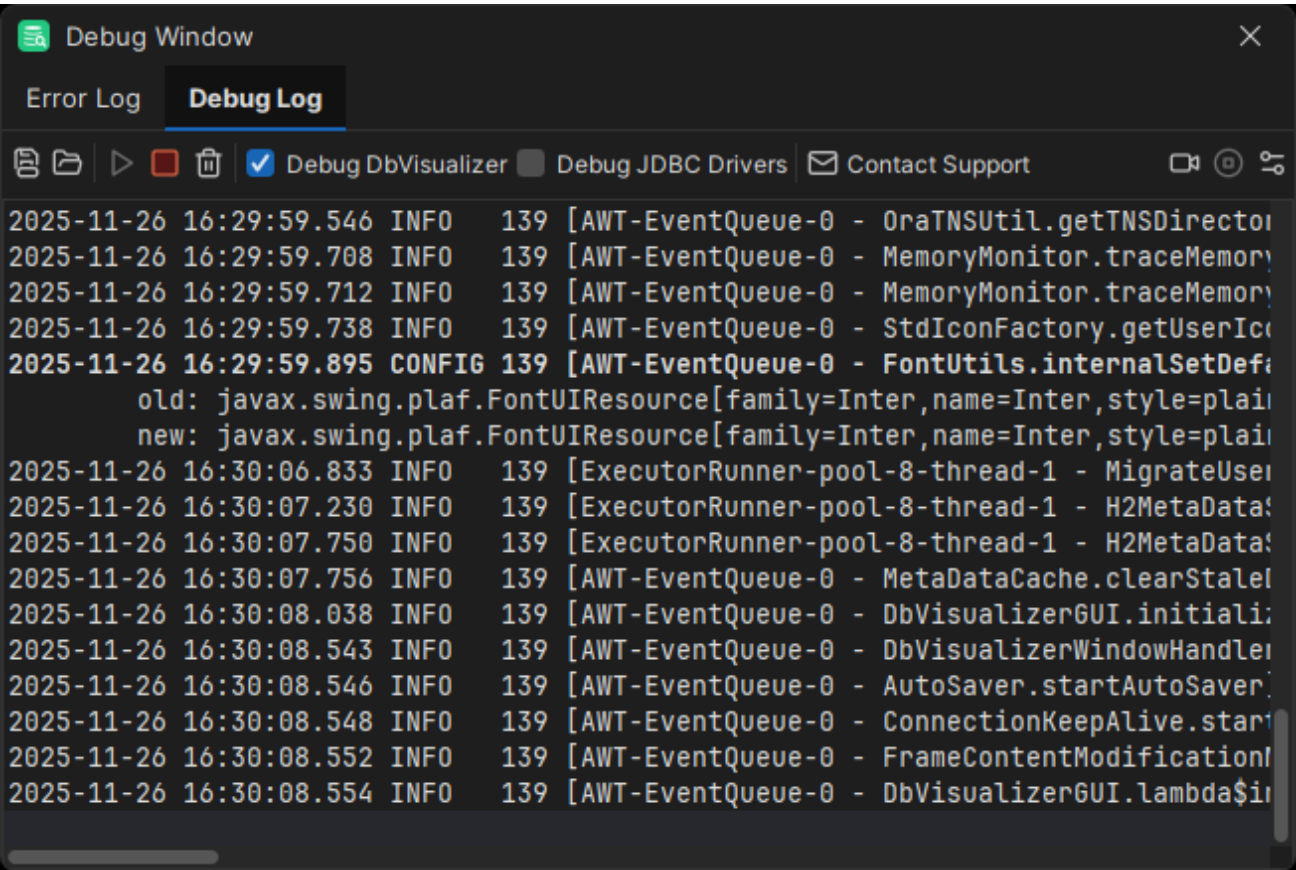 Debug Window
Error Log Debug Log
Debug DbVisualizer Debug JDBC Drivers Contact Support
2025-11-26 16:29:59.546 INFO 139 [AWT-EventQueue-0 - OraTNSUtil.getTNSDirector
2025-11-26 16:29:59.708 INFO 139 [AWT-EventQueue-0 - MemoryMonitor.traceMemory
2025-11-26 16:29:59.712 INFO 139 [AWT-EventQueue-0 - MemoryMonitor.traceMemory
2025-11-26 16:29:59.738 INFO 139 [AWT-EventQueue-0 - StdIconFactory.getUserIco
2025-11-26 16:29:59.895 CONFIG 139 [AWT-EventQueue-0 - FontUtils.internalSetDefa
old: javax.swing.plaf.FontUIResource[family=Inter,name=Inter,style=plai
new: javax.swing.plaf.FontUIResource[family=Inter,name=Inter,style=plai
2025-11-26 16:30:06.833 INFO 139 [ExecutorRunner-pool-8-thread-1 - MigrateUser
2025-11-26 16:30:07.230 INFO 139 [ExecutorRunner-pool-8-thread-1 - H2MetaDataS
2025-11-26 16:30:07.750 INFO 139 [ExecutorRunner-pool-8-thread-1 - H2MetaDataS
2025-11-26 16:30:07.756 INFO 139 [AWT-EventQueue-0 - MetaDataCache.clearStaleD
2025-11-26 16:30:08.038 INFO 139 [AWT-EventQueue-0 - DbVisualizerGUI.initializ
2025-11-26 16:30:08.543 INFO 139 [AWT-EventQueue-0 - DbVisualizerWindowHandler
2025-11-26 16:30:08.546 INFO 139 [AWT-EventQueue-0 - AutoSaver.startAutoSaver]
2025-11-26 16:30:08.548 INFO 139 [AWT-EventQueue-0 - ConnectionKeepAlive.start
2025-11-26 16:30:08.552 INFO 139 [AWT-EventQueue-0 - FrameContentModificationM
2025-11-26 16:30:08.554 INFO 139 [AWT-EventQueue-0 - DbVisualizerGUI.lambda$in